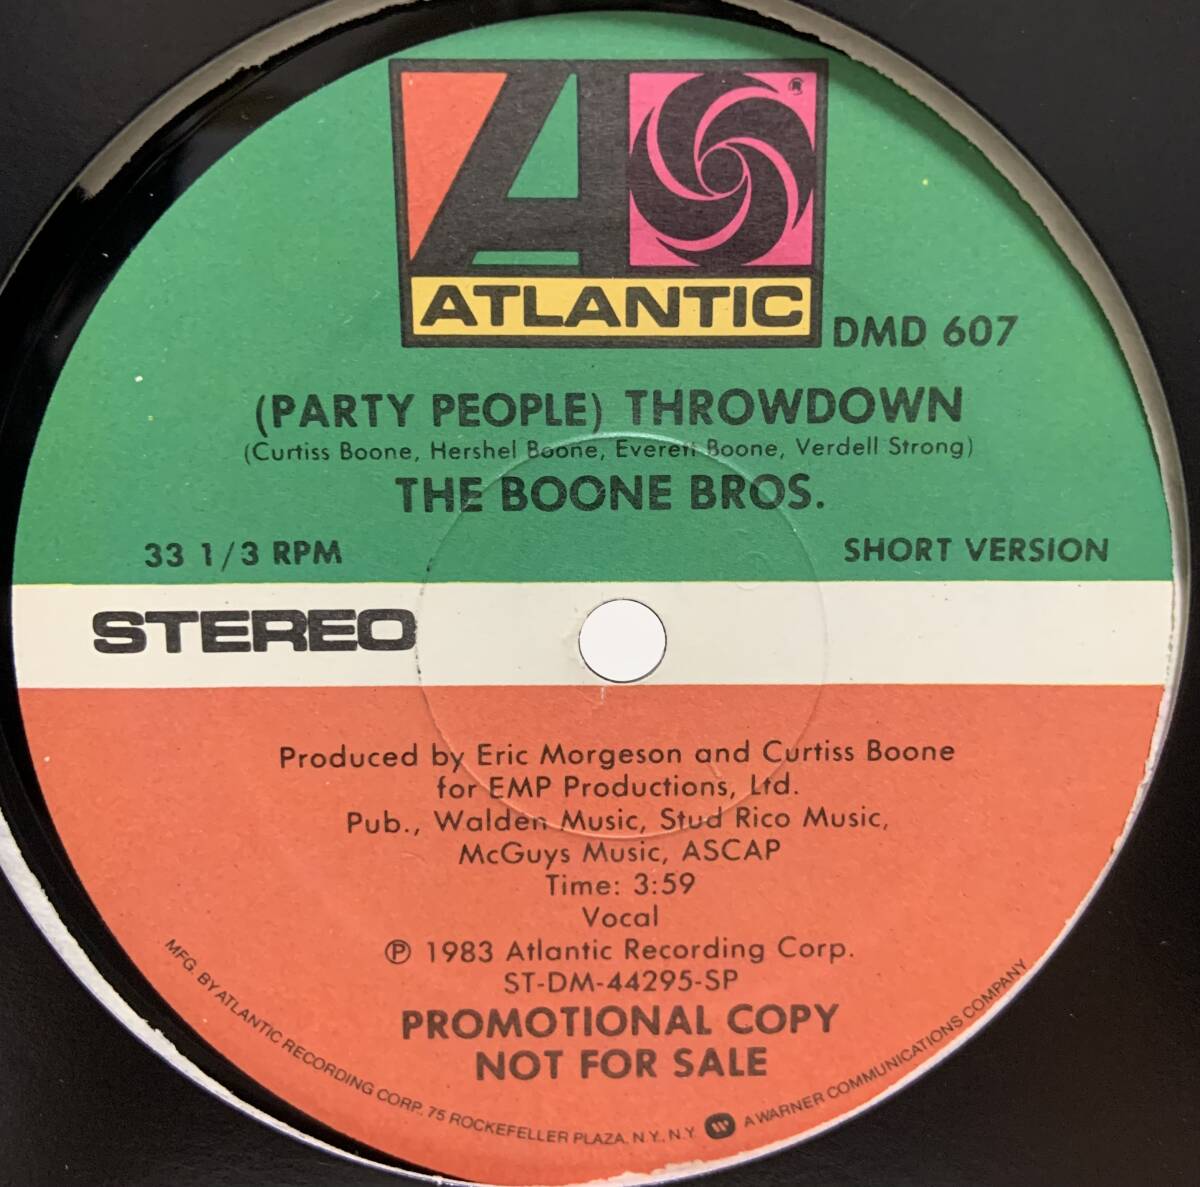 ATLANTIC
DMD 607
(PARTY PEOPLE) THROWDOWN
(Curtiss Boone, Hershel Boone, Everett Boone, Verdell Strong)
THE BOONE BROS.
33 1/3 RPM
SHORT VERSION
STEREO
Produced by Eric Morgeson and Curtiss Boone
for EMP Productions, Ltd.
Pub., Walden Music, Stud Rico Music,
McGuys Music, ASCAP
Time: 3:59
Vocal
℗ 1983 Atlantic Recording Corp.
ST-DM-44295-SP
PROMOTIONAL COPY
NOT FOR SALE
MFG. BY ATLANTIC RECORDING CORP. 75 ROCKEFELLER PLAZA, N.Y., N.Y. A WARNER COMMUNICATIONS COMPANY